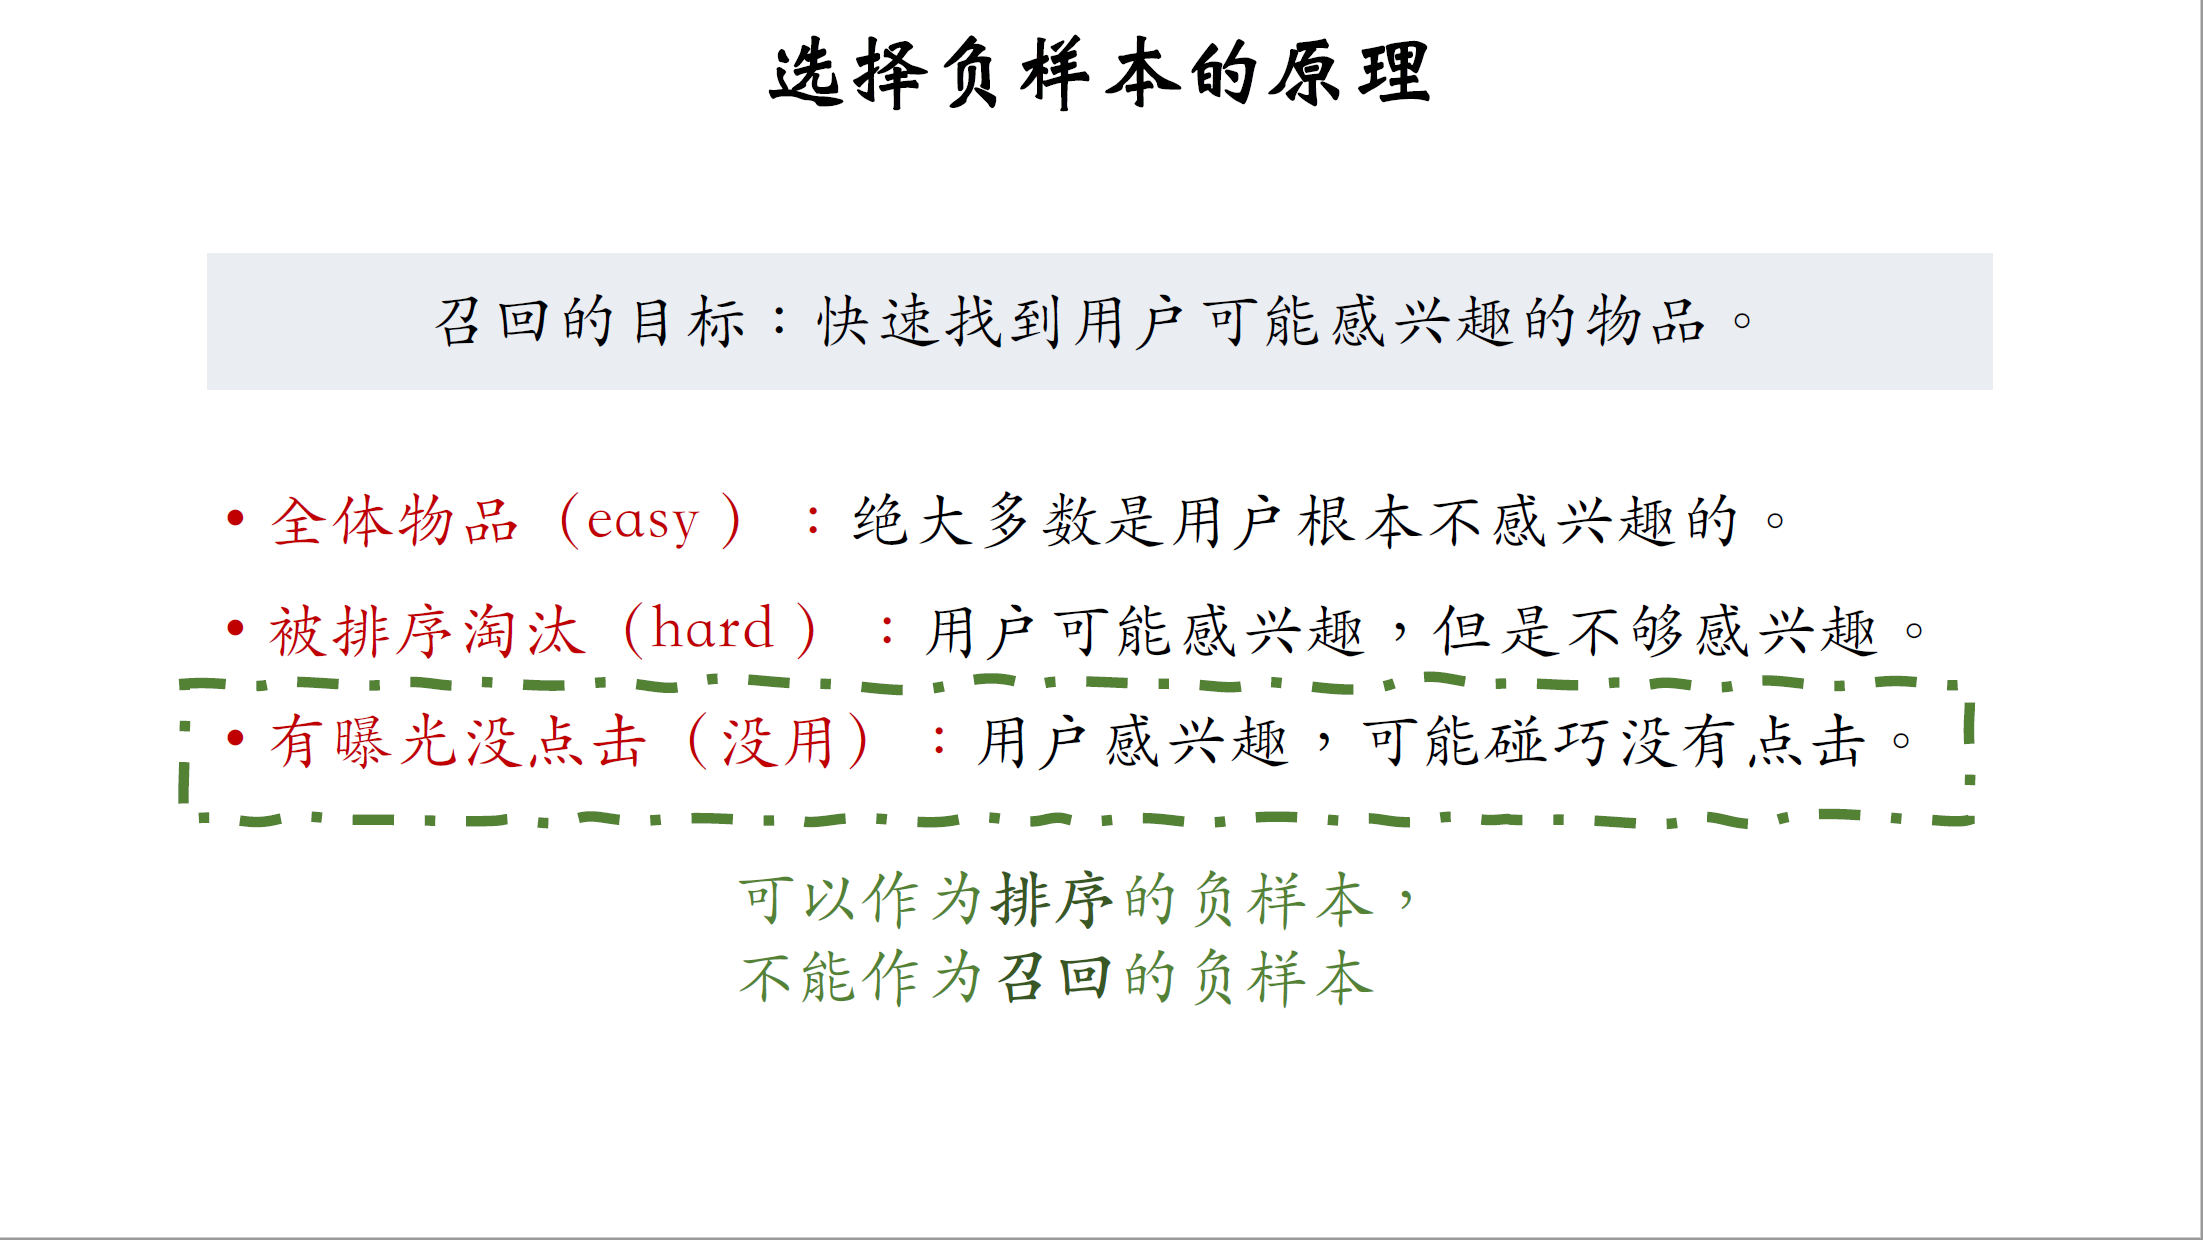 选择负样本的原理
召回的目标：快速找到用户可能感兴趣的物品。
• 全体物品（easy）：绝大多数是用户根本不感兴趣的。
• 被排序淘汰（hard）：用户可能感兴趣，但是不够感兴趣。
• 有曝光没点击（没用）：用户感兴趣，可能碰巧没有点击。
可以作为排序的负样本，
不能作为召回的负样本